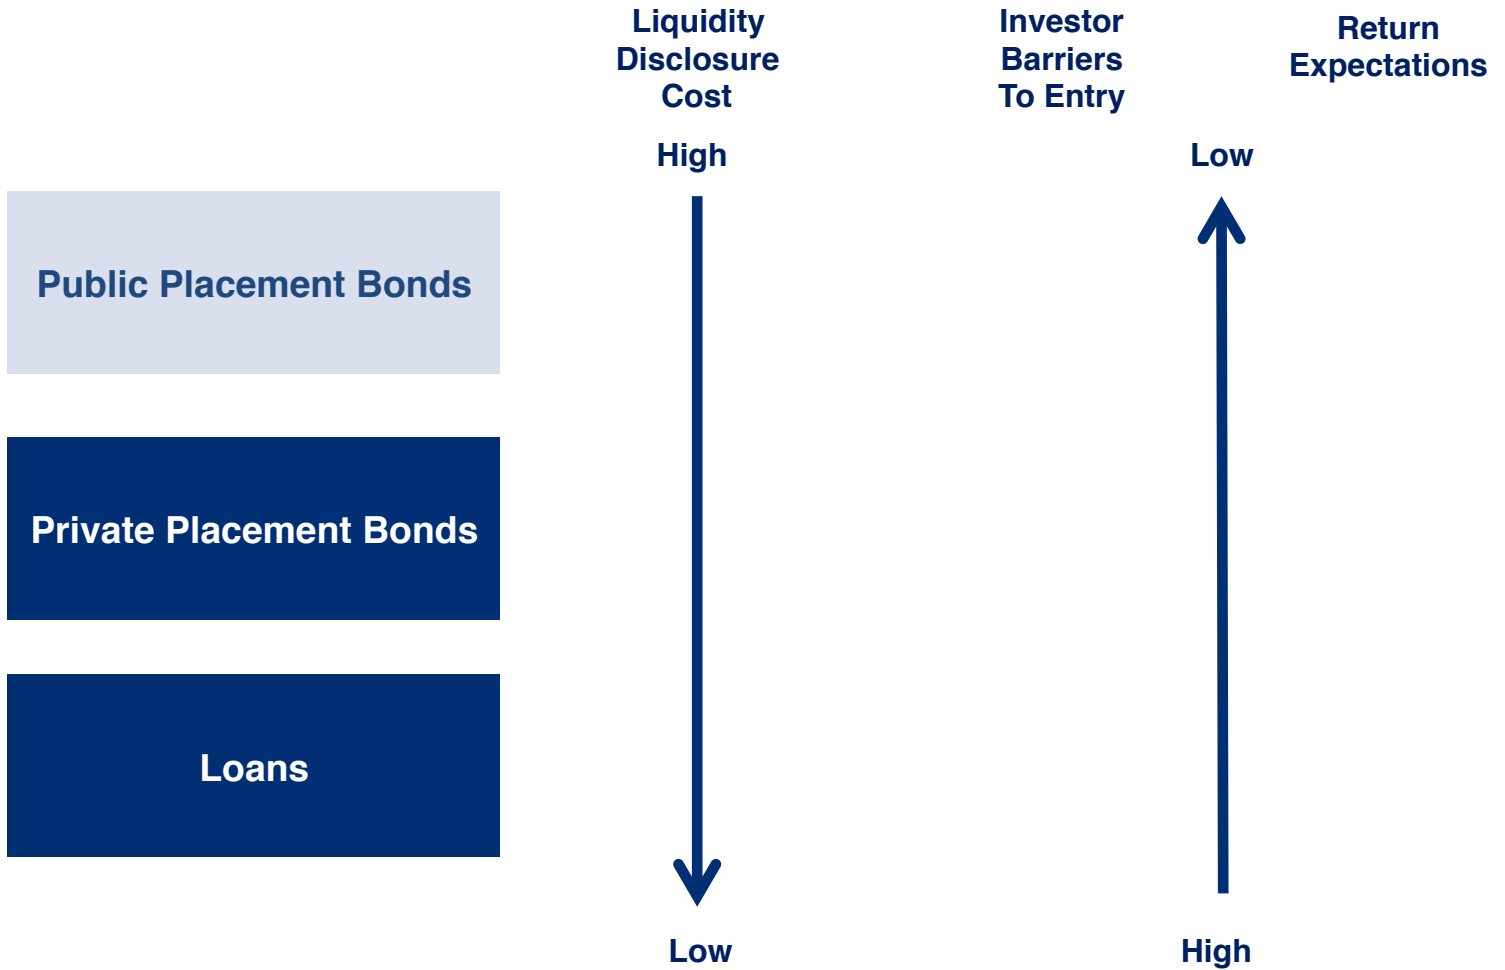 Liquidity
Disclosure
Cost
Investor
Barriers
To Entry
Return
Expectations
High
Low
Public Placement Bonds
Private Placement Bonds
Loans
Low
High